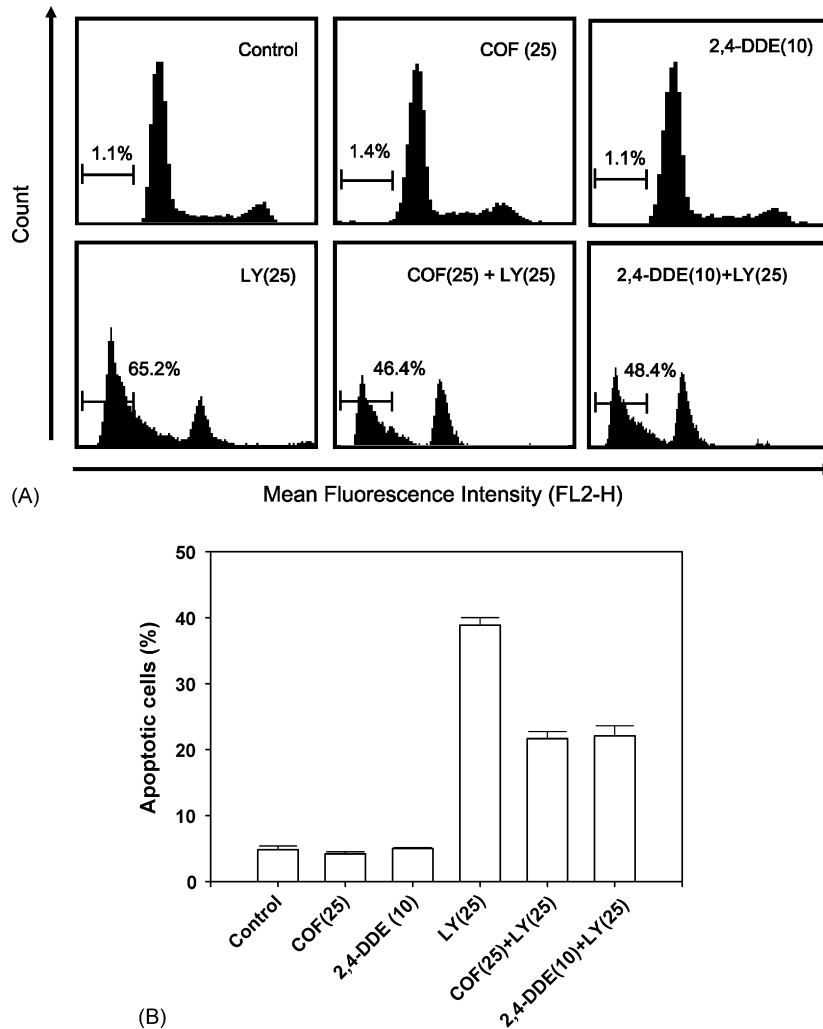 Control
COF (25)
2,4-DDE(10)
1.1%
1.4%
1.1%
Count
LY(25)
COF(25) + LY(25)
2,4-DDE(10)+LY(25)
65.2%
46.4%
48.4%
(A)
Mean Fluorescence Intensity (FL2-H)
50
40
30
20
10
0
Apoptotic cells (%)
Control
COF(25)
2,4-DDE (10)
LY(25)
COF(25)+LY(25)
2,4-DDE(10)+LY(25)
(B)